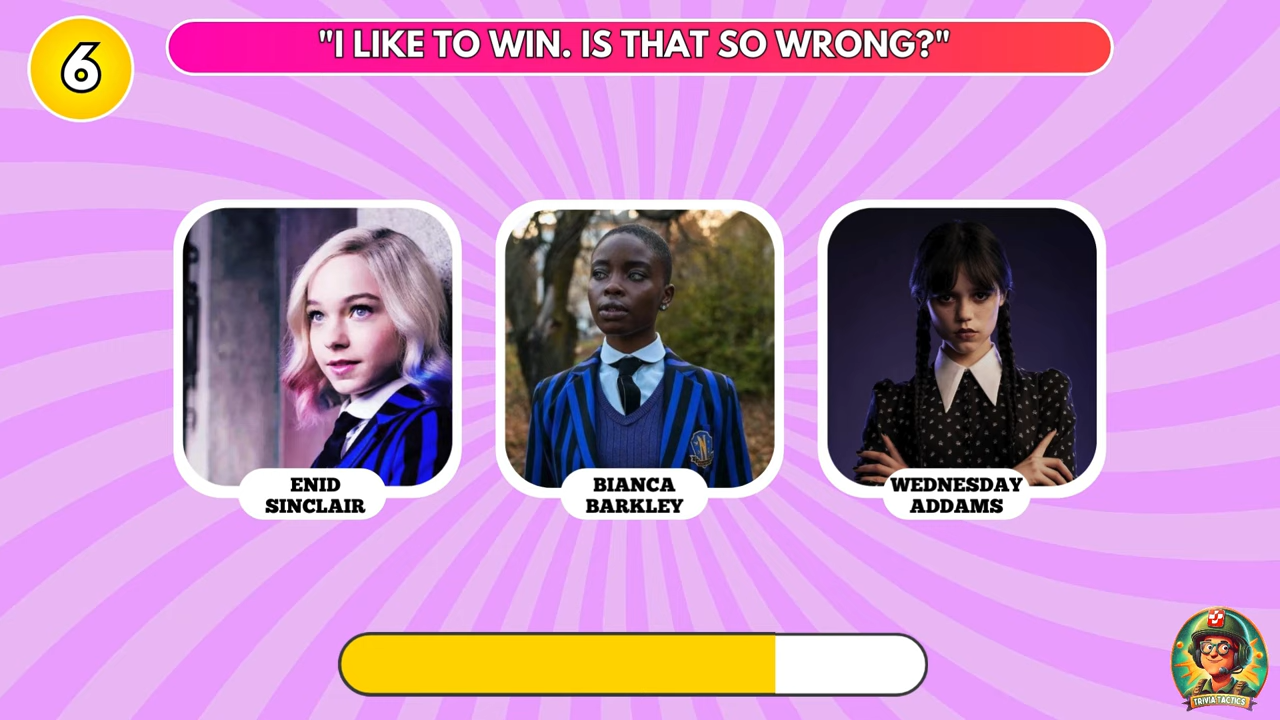 6
"I LIKE TO WIN. IS THAT SO WRONG?"
ENID
SINCLAIR
BIANCA
BARKLEY
WEDNESDAY
ADDAMS
N
TRIVIA TACTICS